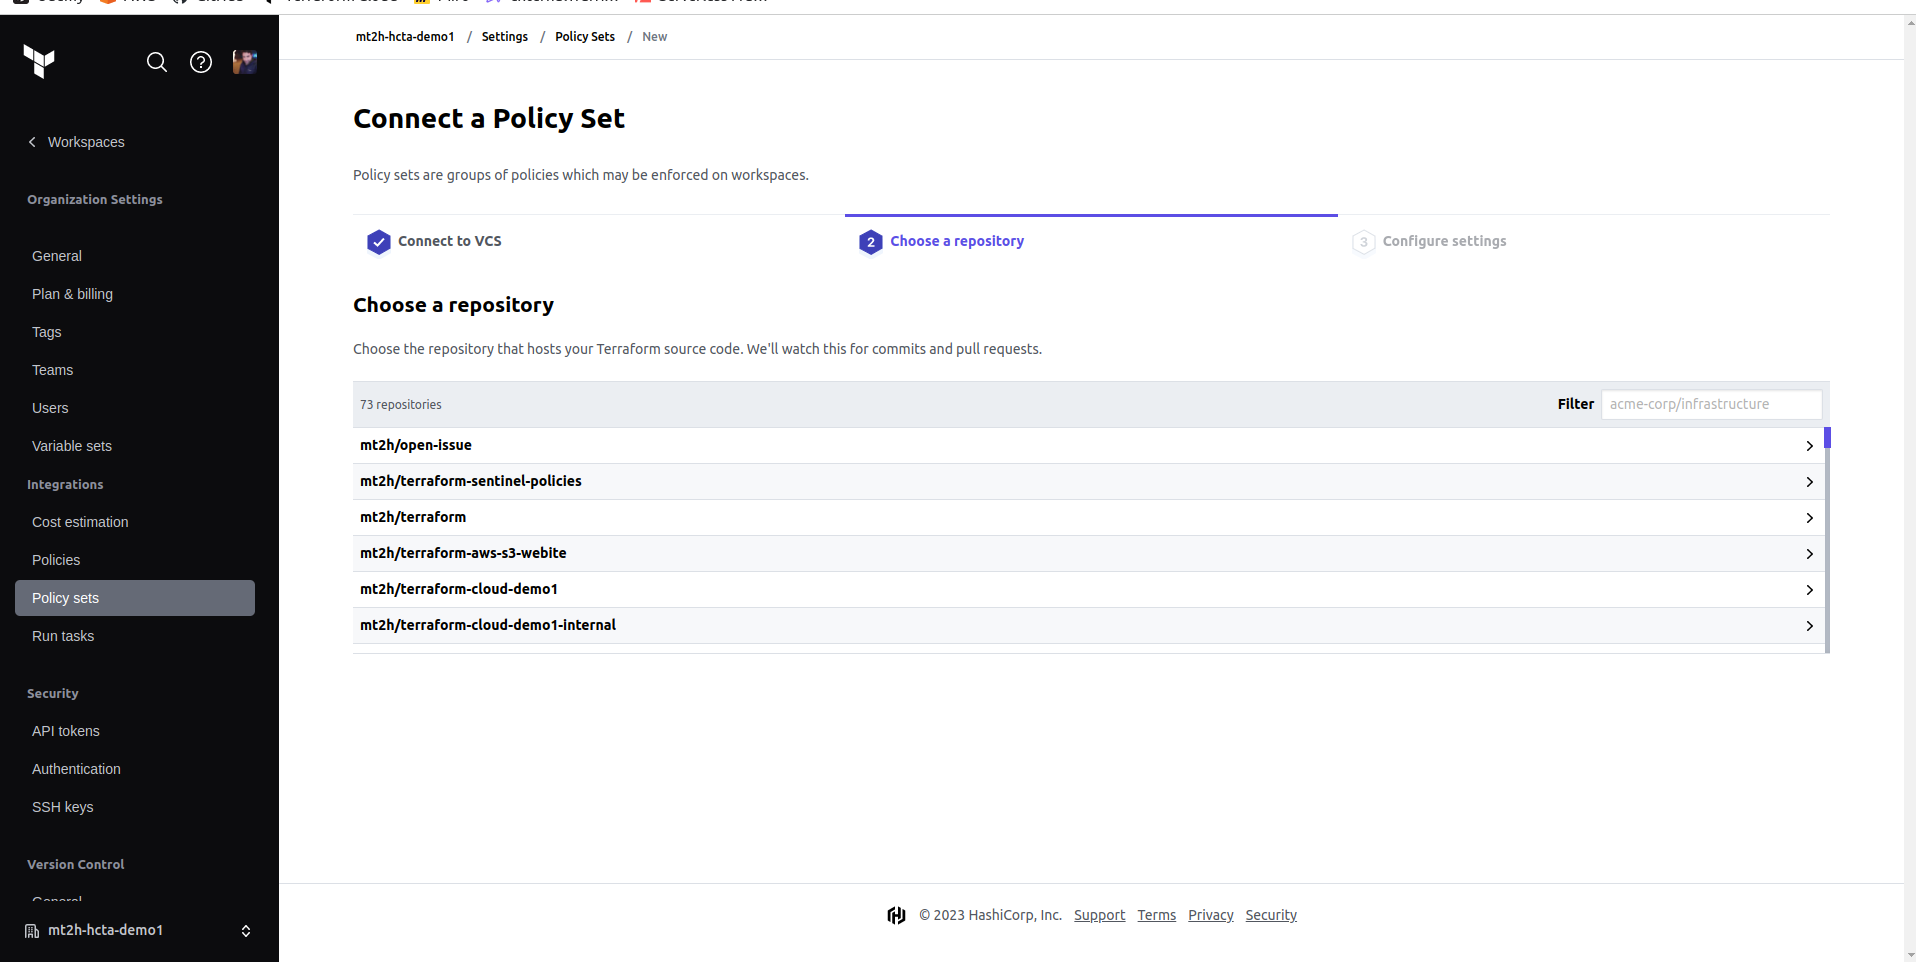 mt2h-hcta-demo1 / Settings / Policy Sets / New
Workspaces
Organization Settings
General
Plan & billing
Tags
Teams
Users
Variable sets
Integrations
Cost estimation
Policies
Policy sets
Run tasks
Security
API tokens
Authentication
SSH keys
Version Control
General
mt2h-hcta-demo1
Connect a Policy Set
Policy sets are groups of policies which may be enforced on workspaces.
Connect to VCS
2 Choose a repository
3 Configure settings
Choose a repository
Choose the repository that hosts your Terraform source code. We'll watch this for commits and pull requests.
73 repositories
Filter acme-corp/infrastructure
mt2h/open-issue
mt2h/terraform-sentinel-policies
mt2h/terraform
mt2h/terraform-aws-s3-webite
mt2h/terraform-cloud-demo1
mt2h/terraform-cloud-demo1-internal
© 2023 HashiCorp, Inc. Support Terms Privacy Security